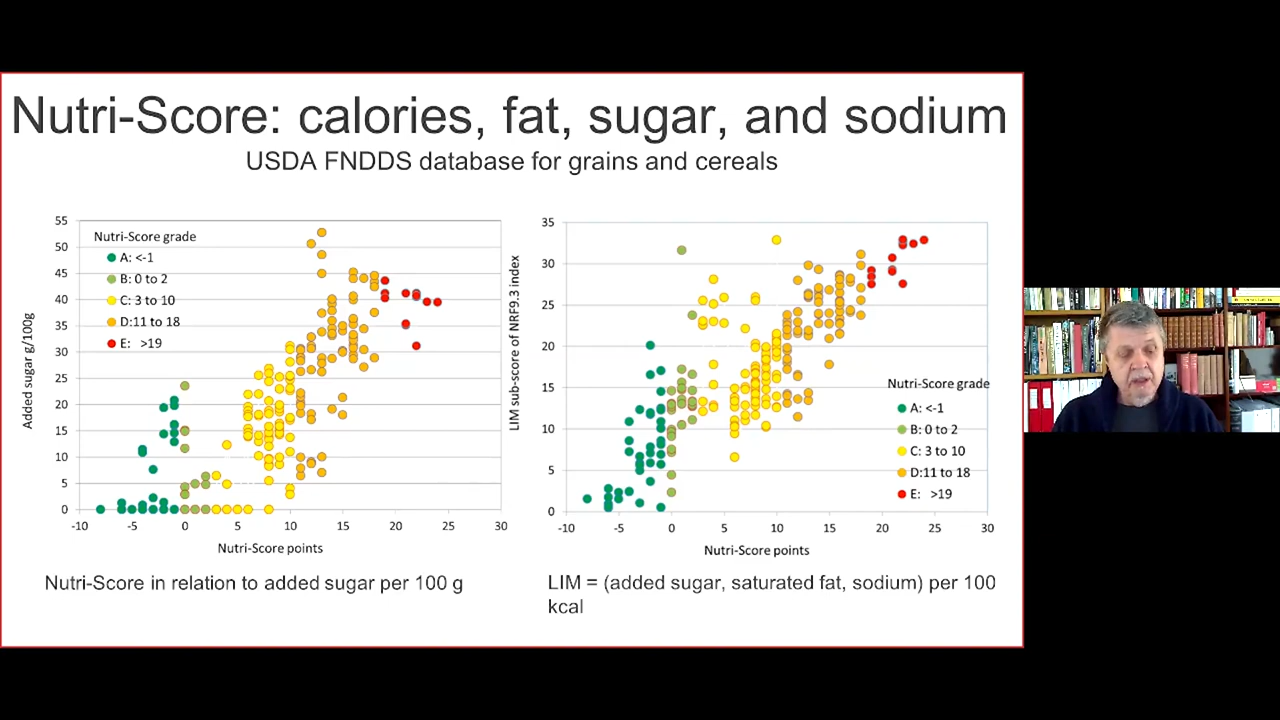 Nutri-Score: calories, fat, sugar, and sodium
USDA FNDDS database for grains and cereals
Added sugar g/100g
55
50
45
40
35
30
25
20
15
10
5
0
Nutri-Score grade
A: <-1
B: 0 to 2
C: 3 to 10
D:11 to 18
E: >19
-10
-5
0
5
10
15
20
25
30
Nutri-Score points
Nutri-Score in relation to added sugar per 100 g
LIM sub-score of NRF9.3 index
35
30
25
20
15
10
5
0
Nutri-Score grade
A: <-1
B: 0 to 2
C: 3 to 10
D:11 to 18
E: >19
-10
-5
0
5
10
15
20
25
30
Nutri-Score points
LIM = (added sugar, saturated fat, sodium) per 100
kcal